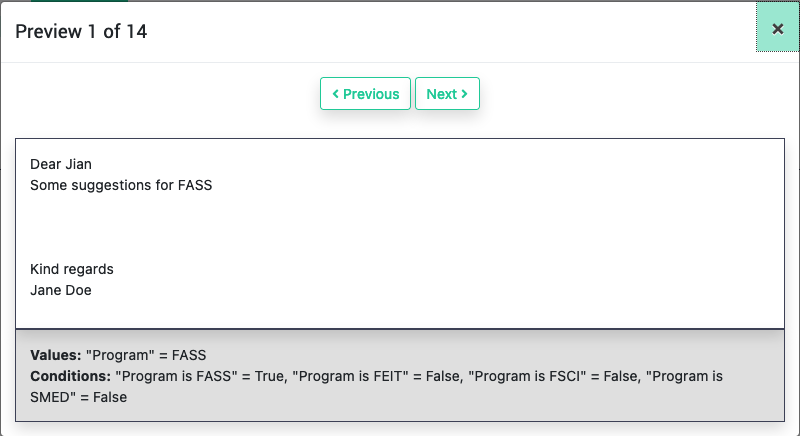 Preview 1 of 14
×
Previous
Next
Dear Jian
Some suggestions for FASS
Kind regards
Jane Doe
Values: "Program" = FASS
Conditions: "Program is FASS" = True, "Program is FEIT" = False, "Program is FSCI" = False, "Program is
SMED" = False